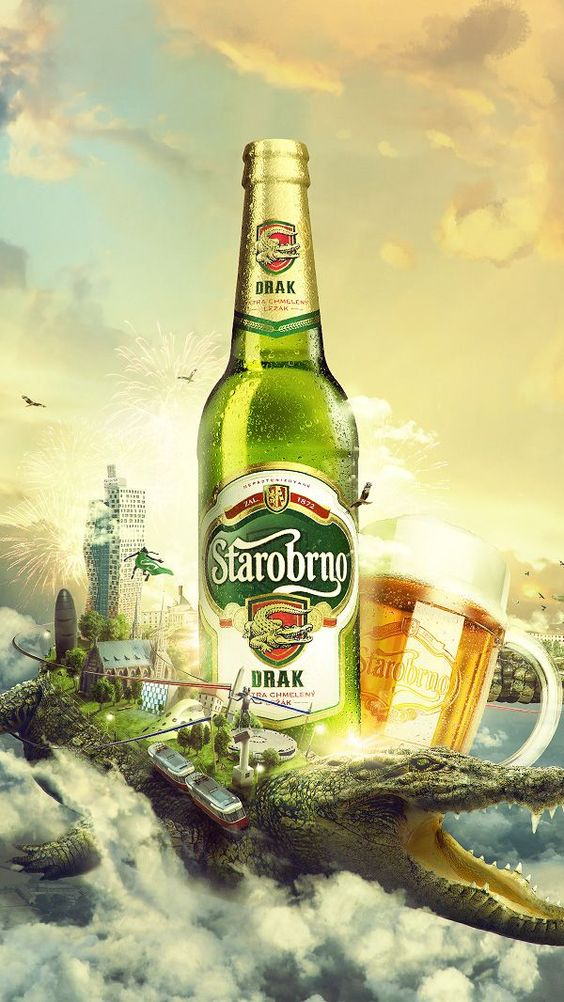 DRAK
EXTRA CHMELENÝ
LEŽÁK
NEPASTERIZOVANÉ
ZAL. 1872
Starobrno
DRAK
EXTRA CHMELENÝ
LEŽÁK
Starobrno